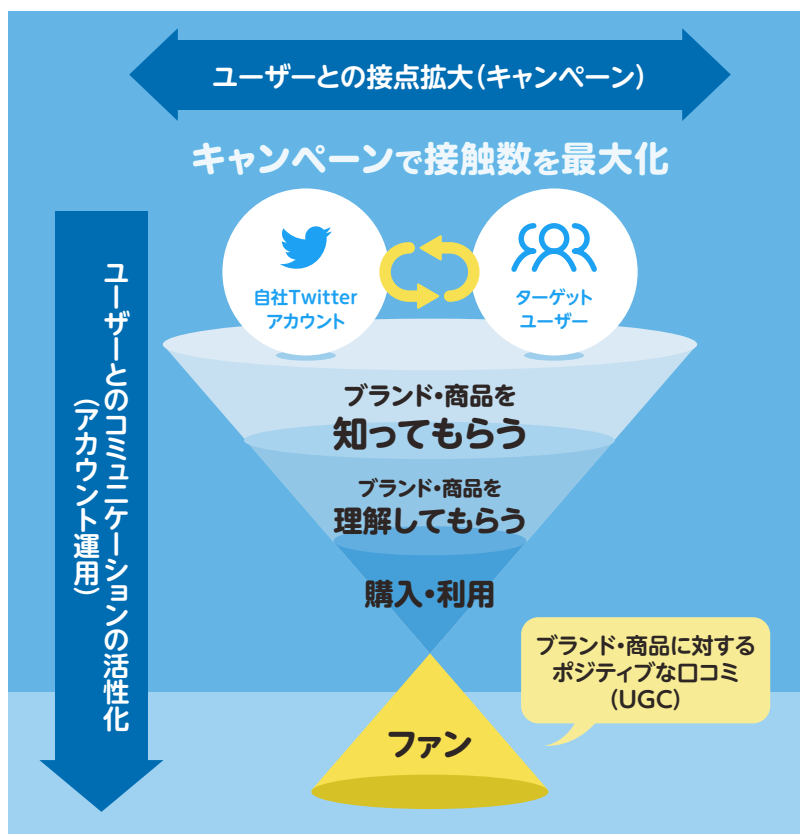 ユーザーとの接点拡大(キャンペーン)
キャンペーンで接触数を最大化
自社Twitter
アカウント
ターゲット
ユーザー
ユーザーとのコミュニケーションの活性化
(アカウント運用)
ブランド・商品を
知ってもらう
ブランド・商品を
理解してもらう
購入・利用
ブランド・商品に対する
ポジティブな口コミ
(UGC)
ファン